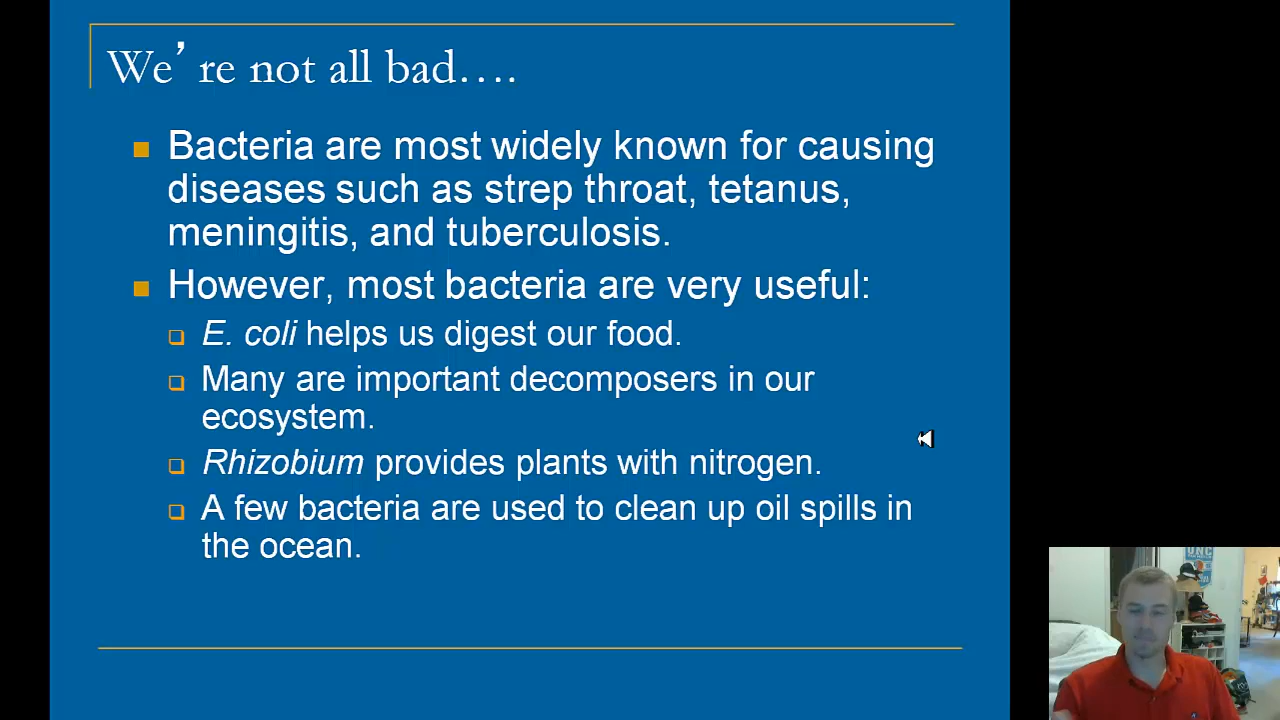 We’re not all bad….
Bacteria are most widely known for causing
diseases such as strep throat, tetanus,
meningitis, and tuberculosis.
However, most bacteria are very useful:
E. coli helps us digest our food.
Many are important decomposers in our
ecosystem.
Rhizobium provides plants with nitrogen.
A few bacteria are used to clean up oil spills in
the ocean.
UNC